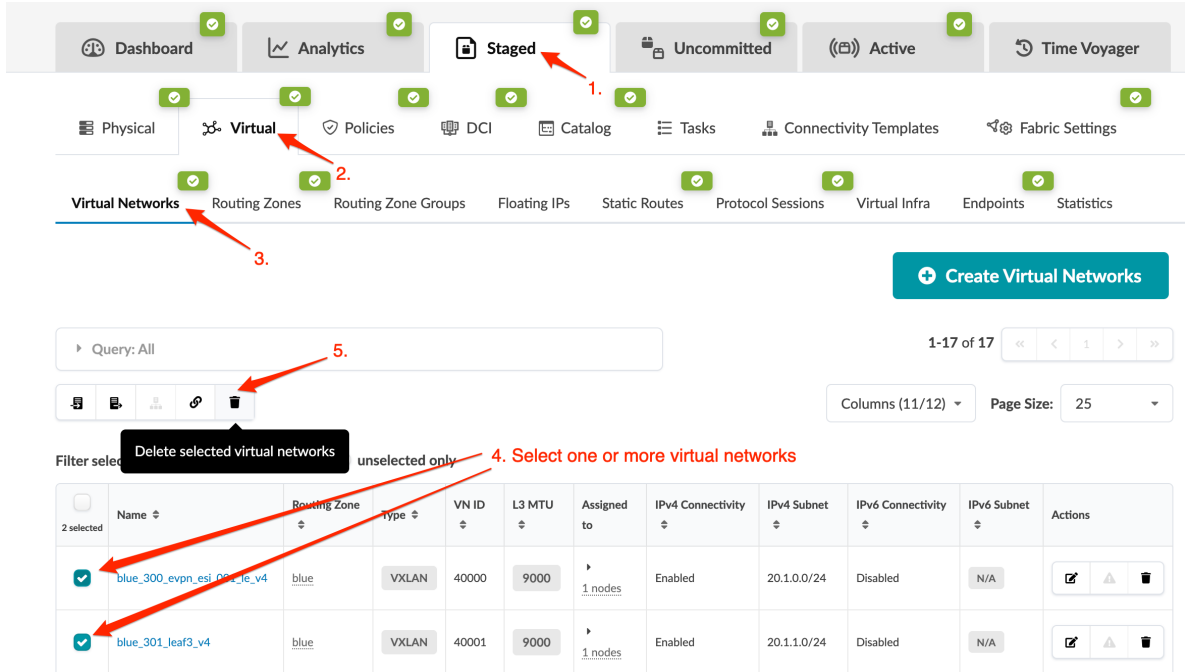 Dashboard Analytics Staged Uncommitted Active Time Voyager
1.
Physical Virtual Policies DCI Catalog Tasks Connectivity Templates Fabric Settings
2.
Virtual Networks Routing Zones Routing Zone Groups Floating IPs Static Routes Protocol Sessions Virtual Infra Endpoints Statistics
3.
Create Virtual Networks
Query: All
1-17 of 17
« < 1 > »
5.
Columns (11/12) Page Size: 25
Delete selected virtual networks
Filter selec unselected only
4. Select one or more virtual networks
2 selected Name Routing Zone Type VN ID L3 MTU Assigned to IPv4 Connectivity IPv4 Subnet IPv6 Connectivity IPv6 Subnet Actions
blue_300_evpn_esi_001_le_v4 blue VXLAN 40000 9000 1 nodes Enabled 20.1.0.0/24 Disabled N/A
blue_301_leaf3_v4 blue VXLAN 40001 9000 1 nodes Enabled 20.1.1.0/24 Disabled N/A